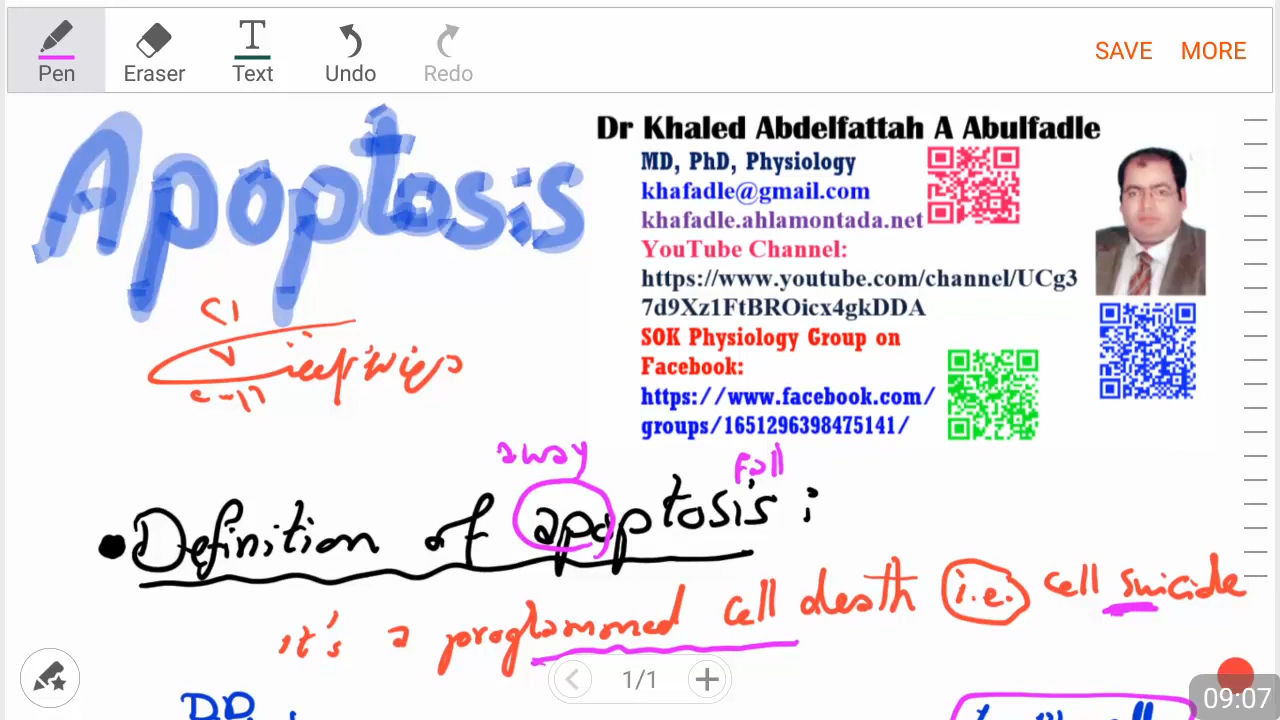 Pen
Eraser
Text
Undo
Redo
SAVE
MORE
Apoptosis
Dr Khaled Abdelfattah A Abulfadle
MD, PhD, Physiology
khafadle@gmail.com
khafadle.ahlamontada.net
YouTube Channel:
https://www.youtube.com/channel/UCg3
7d9Xz1FtBROicx4gkDDA
SOK Physiology Group on
Facebook:
https://www.facebook.com/
groups/1651296398475141/
away
Fall
Definition of apoptosis :
it's a programmed cell death i.e. cell suicide
1/1
09:07